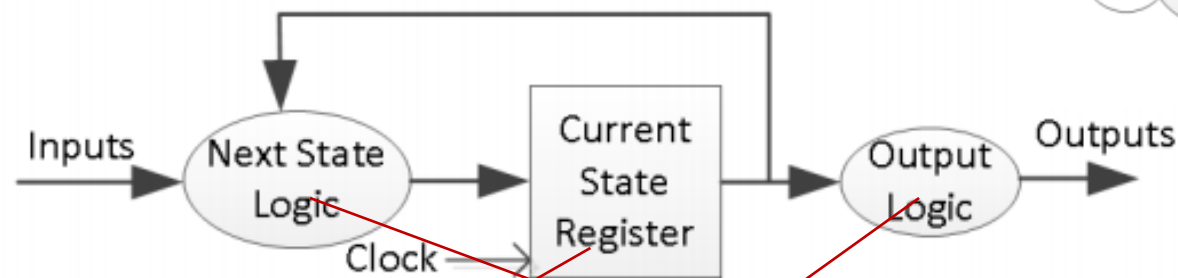 Inputs
Next State
Logic
Clock
Current
State
Register
Output
Logic
Outputs